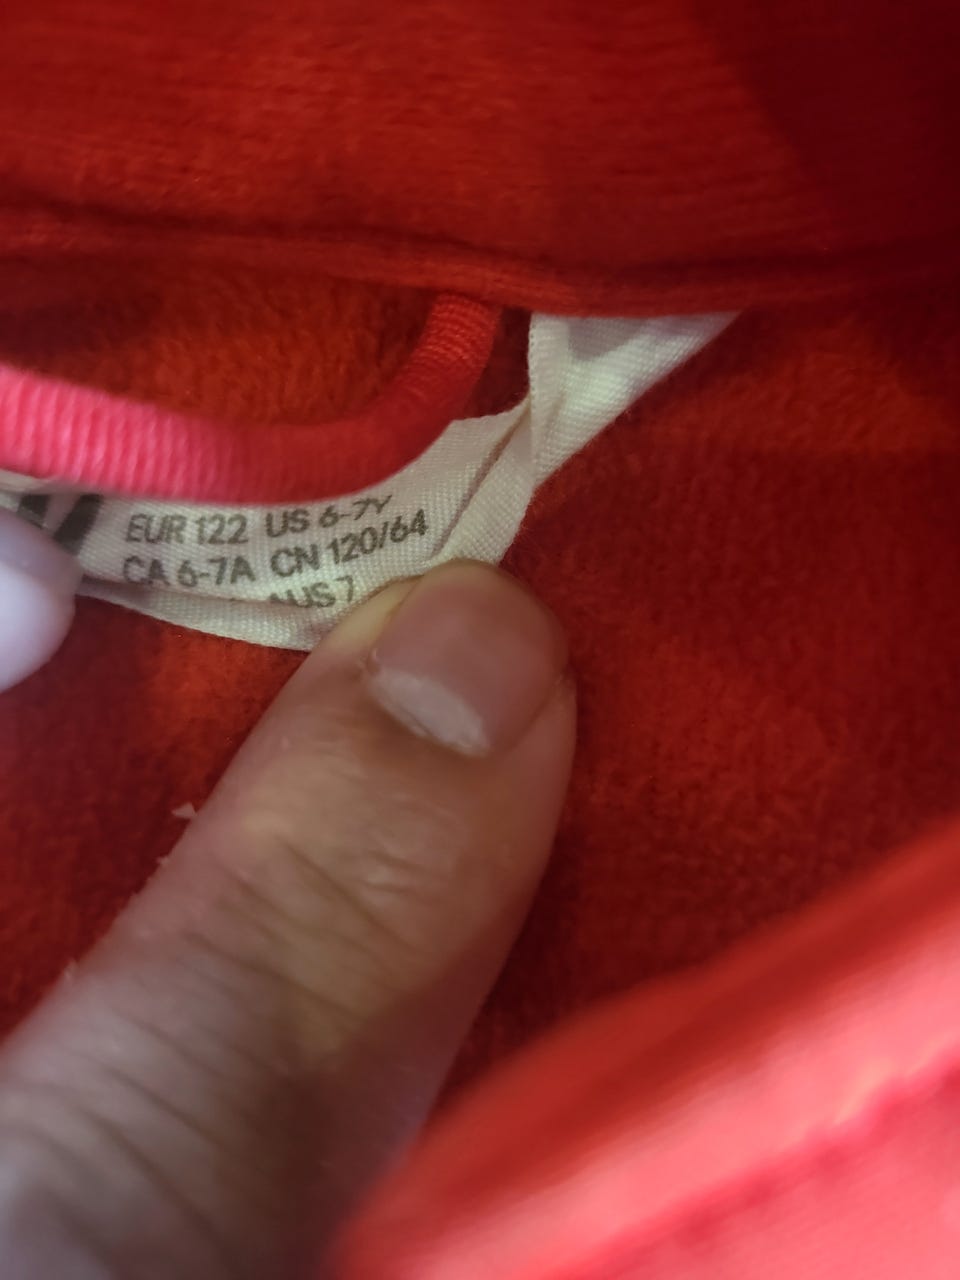 EUR 122 US 6-7Y
CA 6-7A CN 120/64
AUS 7